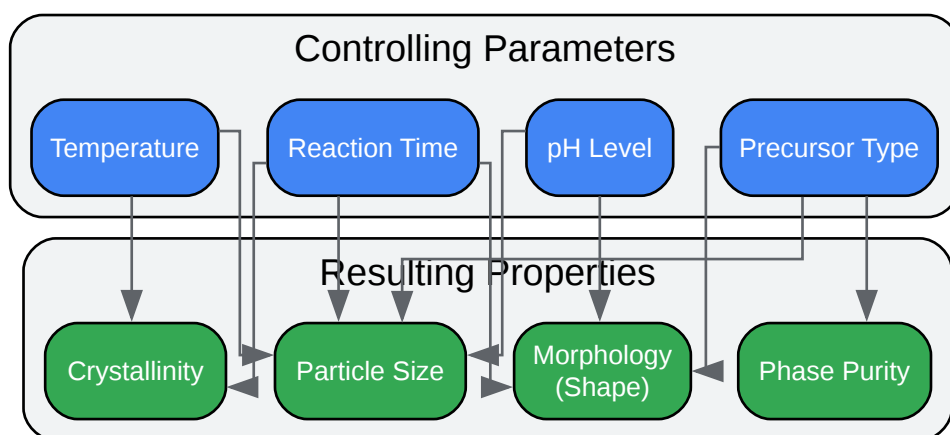 Controlling Parameters
Temperature
Reaction Time
pH Level
Precursor Type
Resulting Properties
Crystallinity
Particle Size
Morphology
(Shape)
Phase Purity